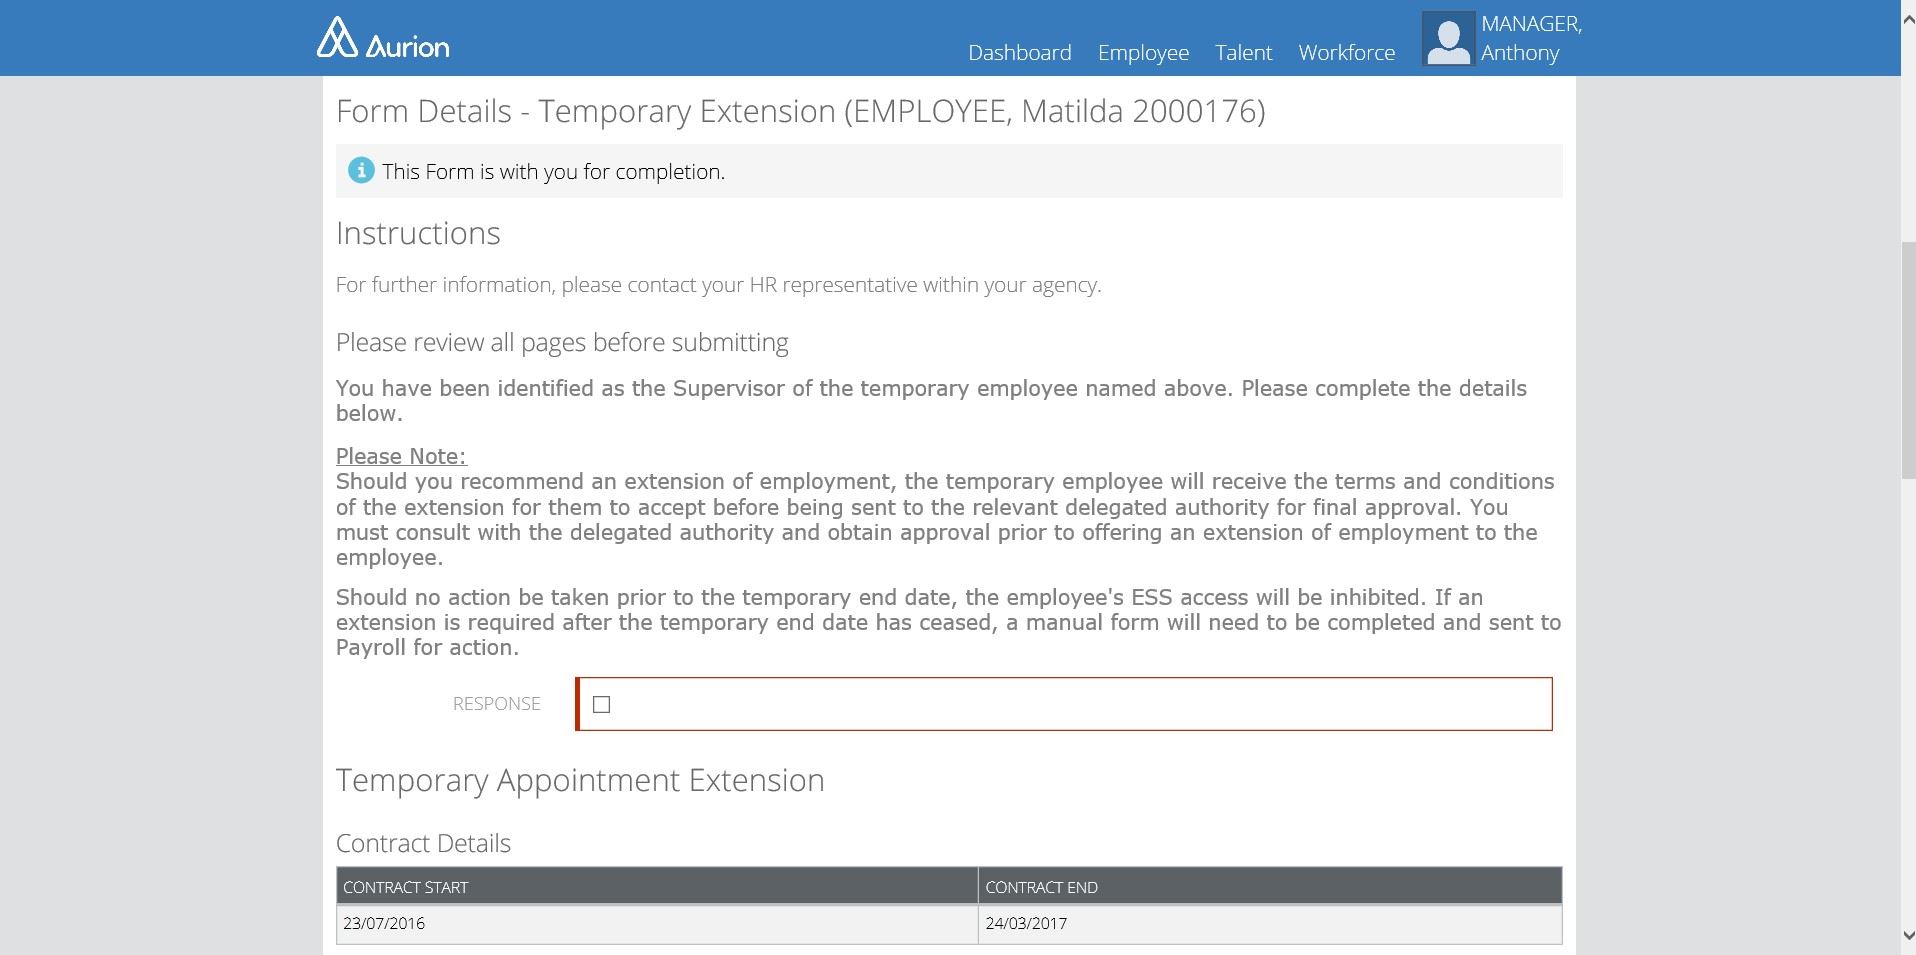 Aurion
Dashboard Employee Talent Workforce
MANAGER,
Anthony
Form Details - Temporary Extension (EMPLOYEE, Matilda 2000176)
This Form is with you for completion.
Instructions
For further information, please contact your HR representative within your agency.
Please review all pages before submitting
You have been identified as the Supervisor of the temporary employee named above. Please complete the details
below.
Please Note:
Should you recommend an extension of employment, the temporary employee will receive the terms and conditions
of the extension for them to accept before being sent to the relevant delegated authority for final approval. You
must consult with the delegated authority and obtain approval prior to offering an extension of employment to the
employee.
Should no action be taken prior to the temporary end date, the employee's ESS access will be inhibited. If an
extension is required after the temporary end date has ceased, a manual form will need to be completed and sent to
Payroll for action.
RESPONSE
Temporary Appointment Extension
Contract Details
CONTRACT START CONTRACT END
23/07/2016 24/03/2017